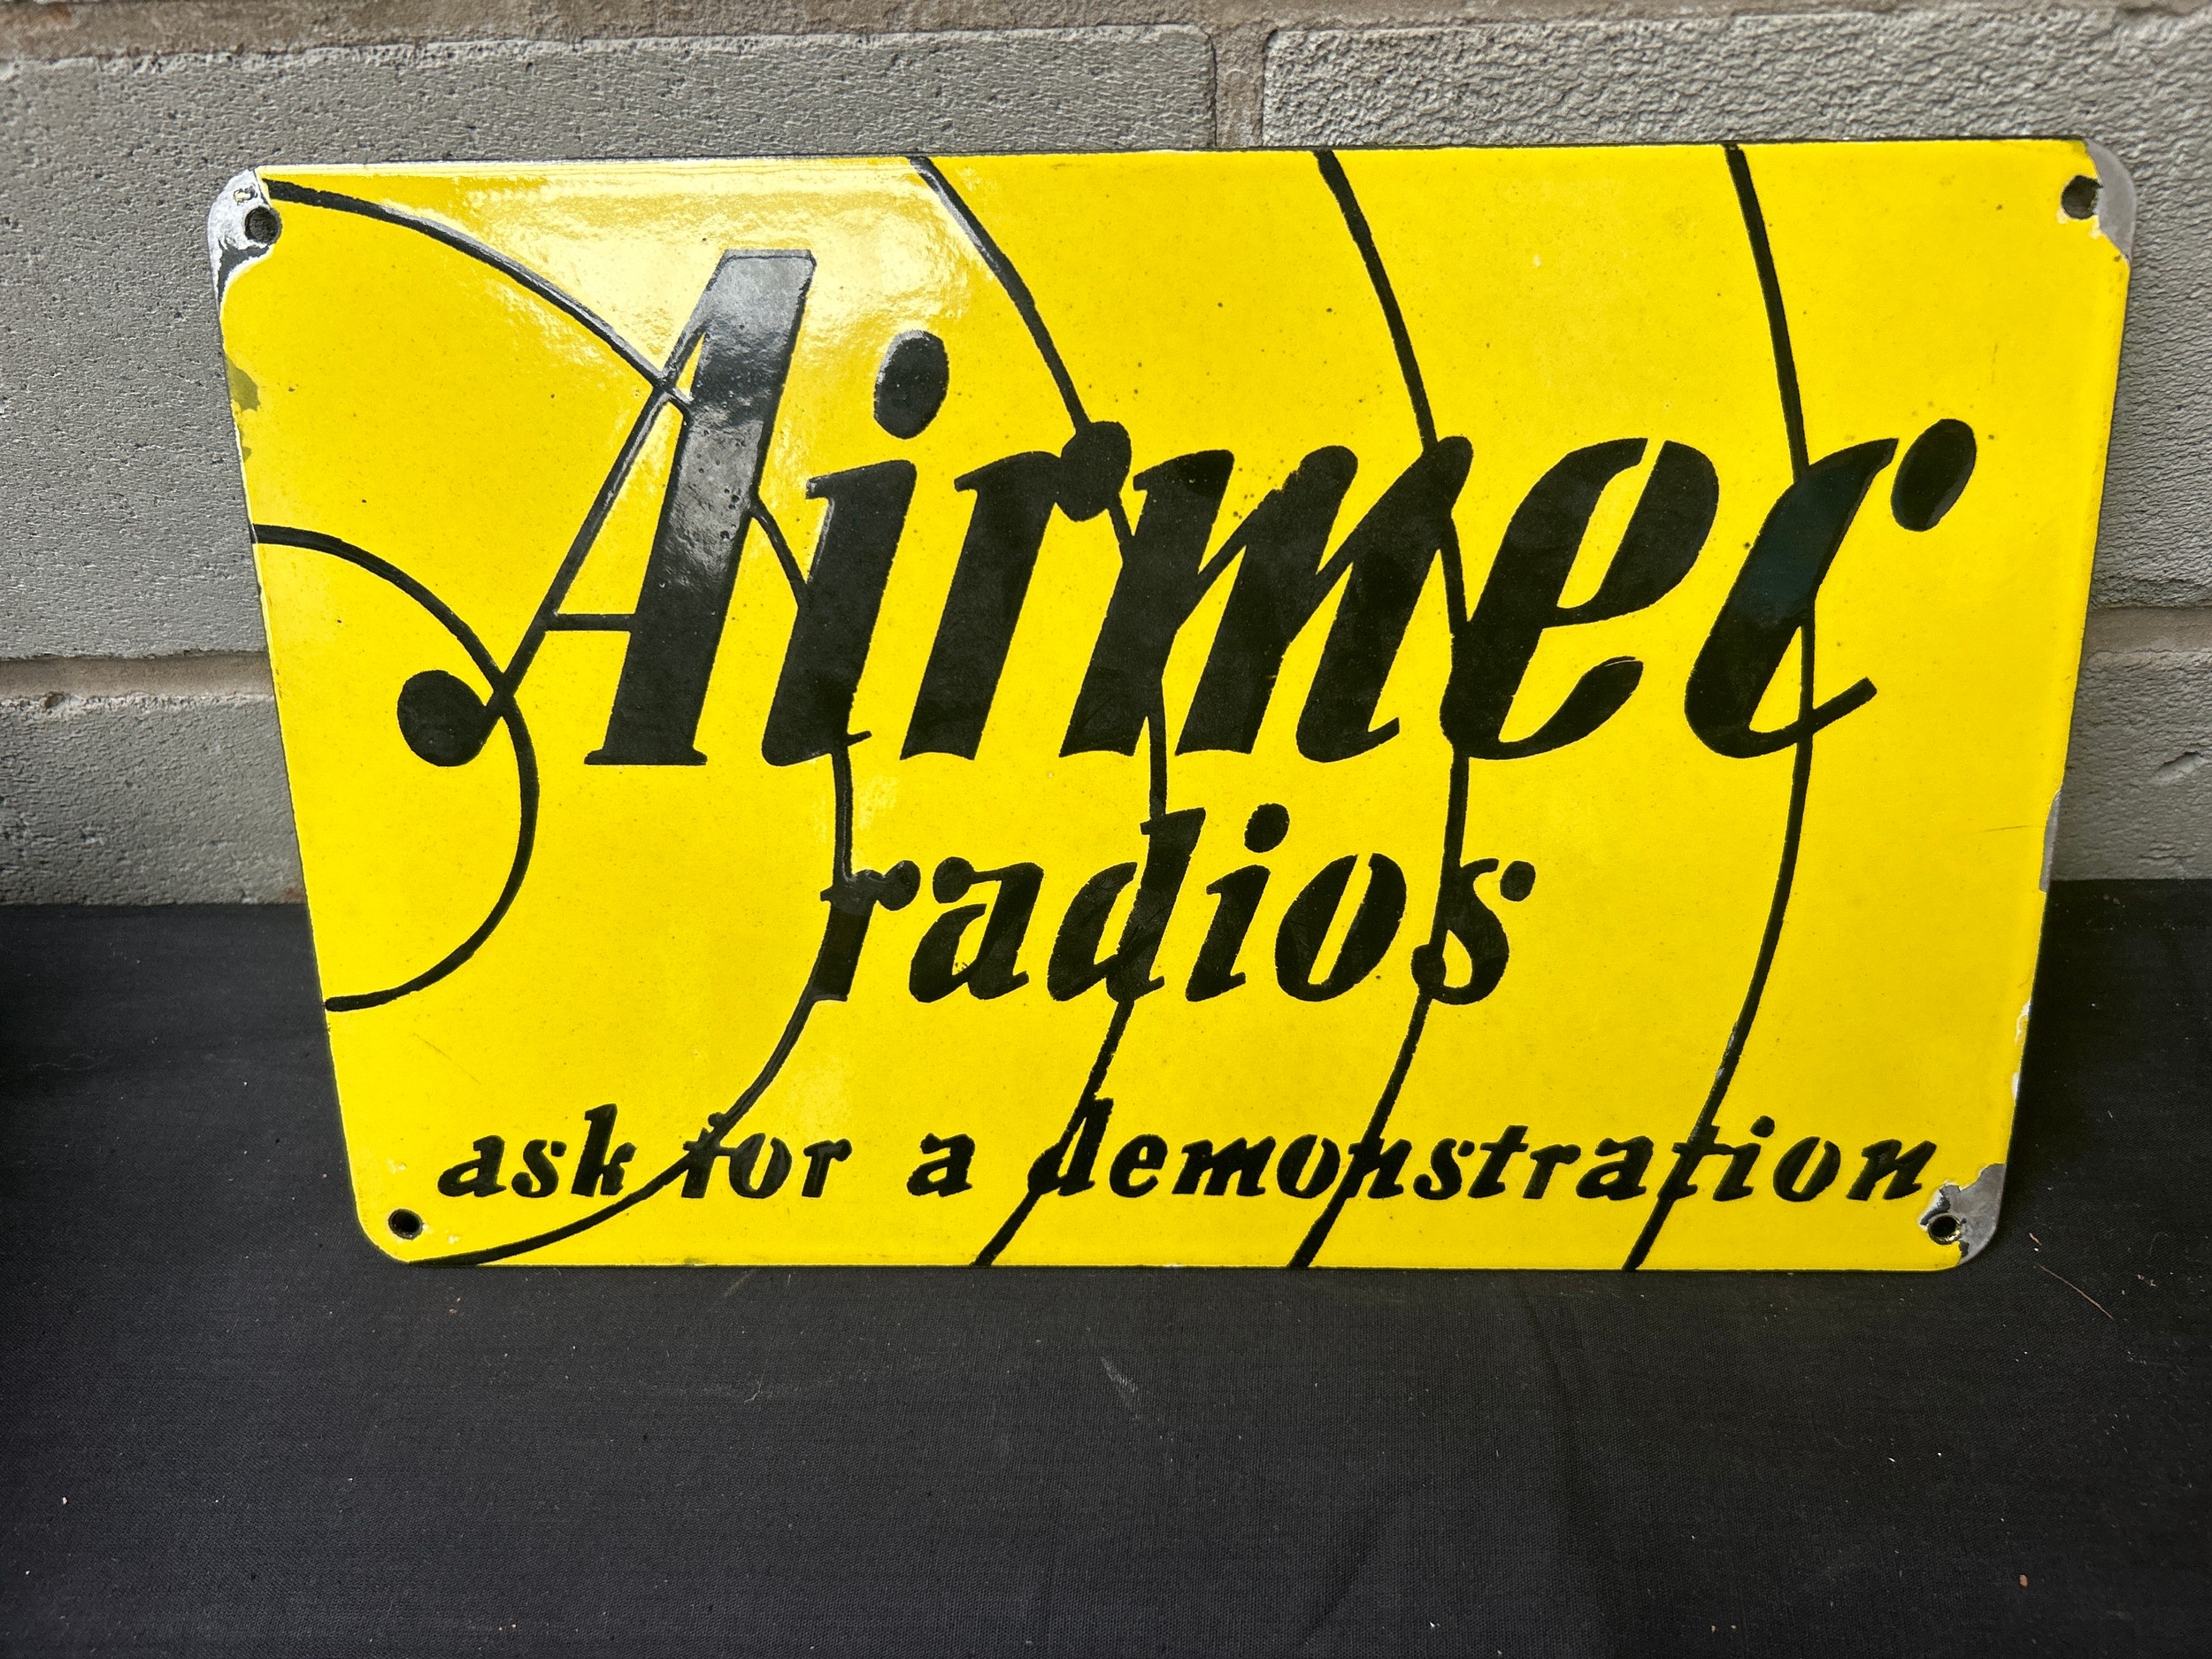 Airmec
radios
ask for a demonstration